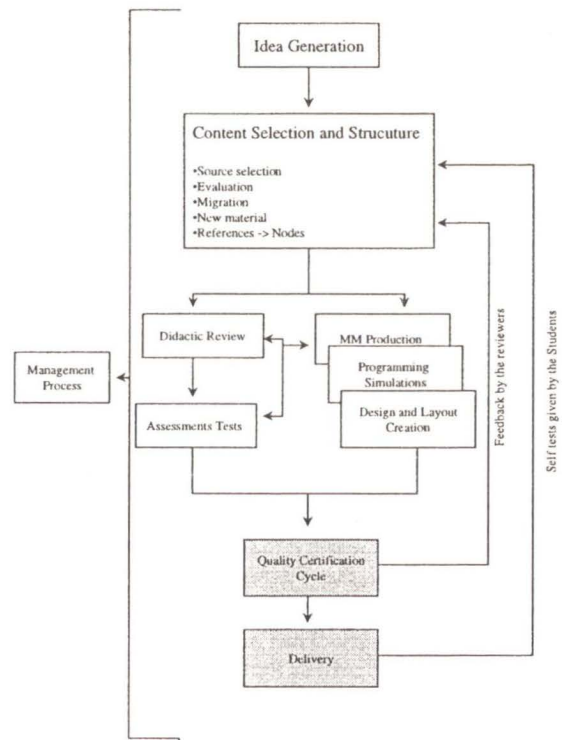 Idea Generation
Content Selection and Strucuture
•Source selection
•Evaluation
•Migration
•New material
•References -> Nodes
Didactic Review
MM Production
Programming
Simulations
Management
Process
Assessments Tests
Design and Layout
Creation
Feedback by the reviewers
Self tests given by the Students
Quality Certification
Cycle
Delivery